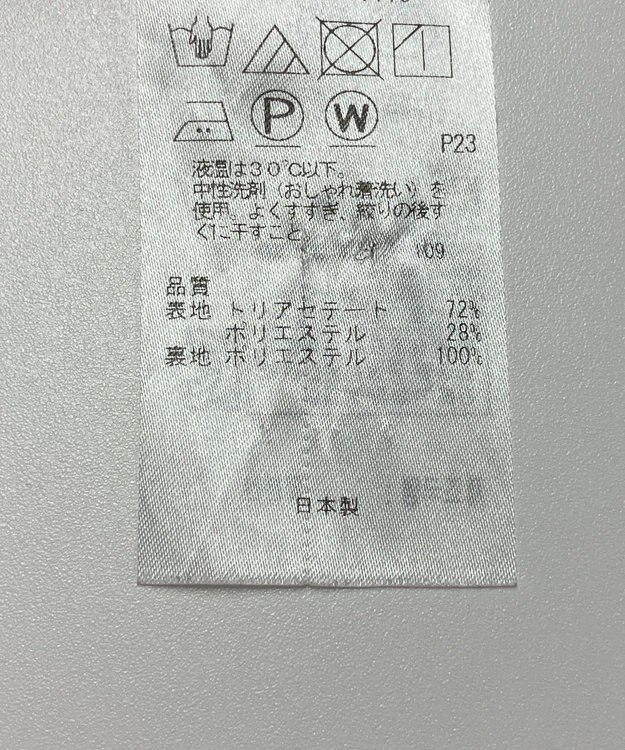 P
W
P23
液温は30℃以下。
中性洗剤（おしゃれ着洗い）を
使用。よくすすぎ、絞りの後す
ぐに干すこと。
109
品質
表地 トリアセテート 72%
ポリエステル 28%
裏地 ポリエステル 100%
日本製